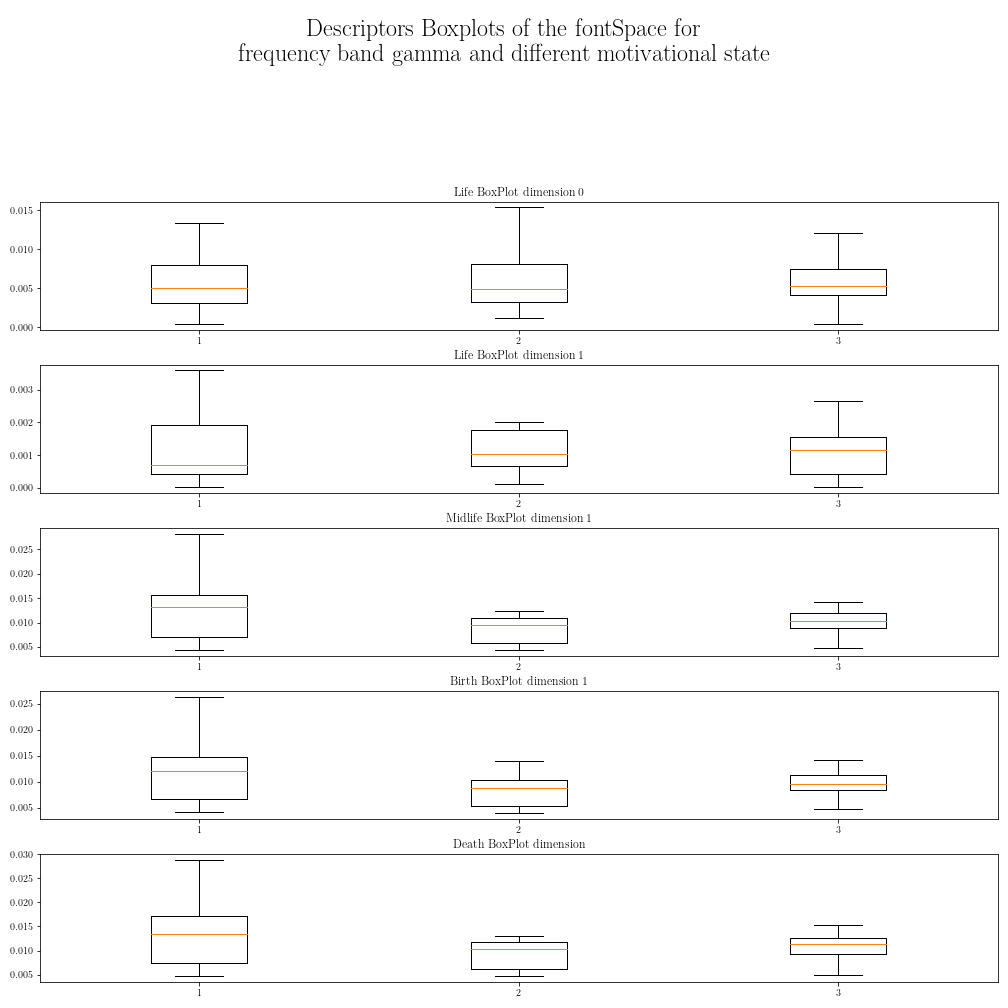 Descriptors Boxplots of the fontSpace for
frequency band gamma and different motivational state
Life BoxPlot dimension 0
0.015
0.010
0.005
0.000
1 2 3
Life BoxPlot dimension 1
0.003
0.002
0.001
0.000
1 2 3
Midlife BoxPlot dimension 1
0.025
0.020
0.015
0.010
0.005
1 2 3
Birth BoxPlot dimension 1
0.025
0.020
0.015
0.010
0.005
1 2 3
Death BoxPlot dimension
0.030
0.025
0.020
0.015
0.010
0.005
1 2 3